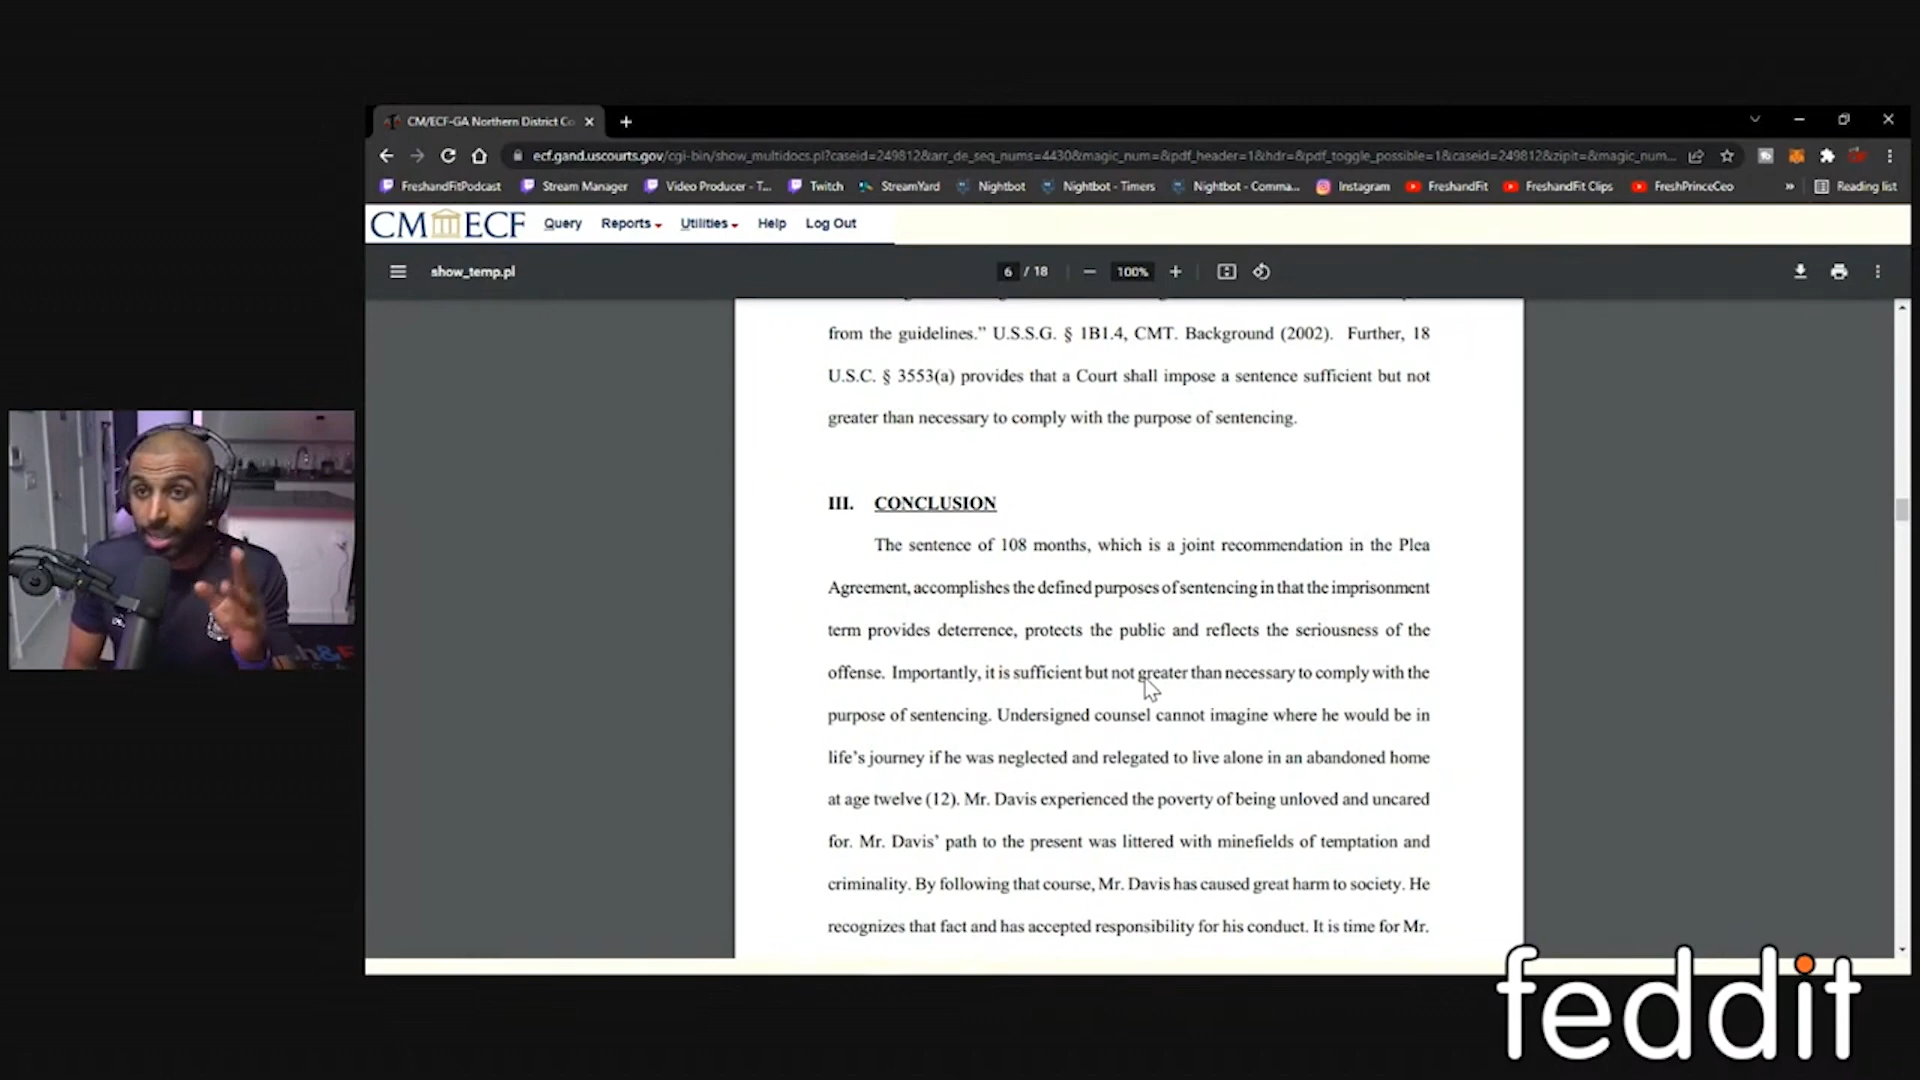 CM/ECF-GA Northern District Co
ecf.gand.uscourts.gov/cgi-bin/show_multidocs.pl?caseid=249812&arr_de_seq_nums=4430&magic_num=&pdf_header=1&hdr=&pdf_toggle_possible=1&caseid=249812&zipit=&magic_num...
FreshandFitPodcast Stream Manager Video Producer - T... Twitch StreamYard Nightbot Nightbot - Timers Nightbot - Comma... Instagram FreshandFit FreshandFit Clips FreshPrinceCeo » Reading list
CM ECF Query Reports Utilities Help Log Out
show_temp.pl 6 / 18 100%
from the guidelines.” U.S.S.G. § 1B1.4, CMT. Background (2002). Further, 18
U.S.C. § 3553(a) provides that a Court shall impose a sentence sufficient but not
greater than necessary to comply with the purpose of sentencing.
III. CONCLUSION
The sentence of 108 months, which is a joint recommendation in the Plea
Agreement, accomplishes the defined purposes of sentencing in that the imprisonment
term provides deterrence, protects the public and reflects the seriousness of the
offense. Importantly, it is sufficient but not greater than necessary to comply with the
purpose of sentencing. Undersigned counsel cannot imagine where he would be in
life’s journey if he was neglected and relegated to live alone in an abandoned home
at age twelve (12). Mr. Davis experienced the poverty of being unloved and uncared
for. Mr. Davis’ path to the present was littered with minefields of temptation and
criminality. By following that course, Mr. Davis has caused great harm to society. He
recognizes that fact and has accepted responsibility for his conduct. It is time for Mr.
feddit